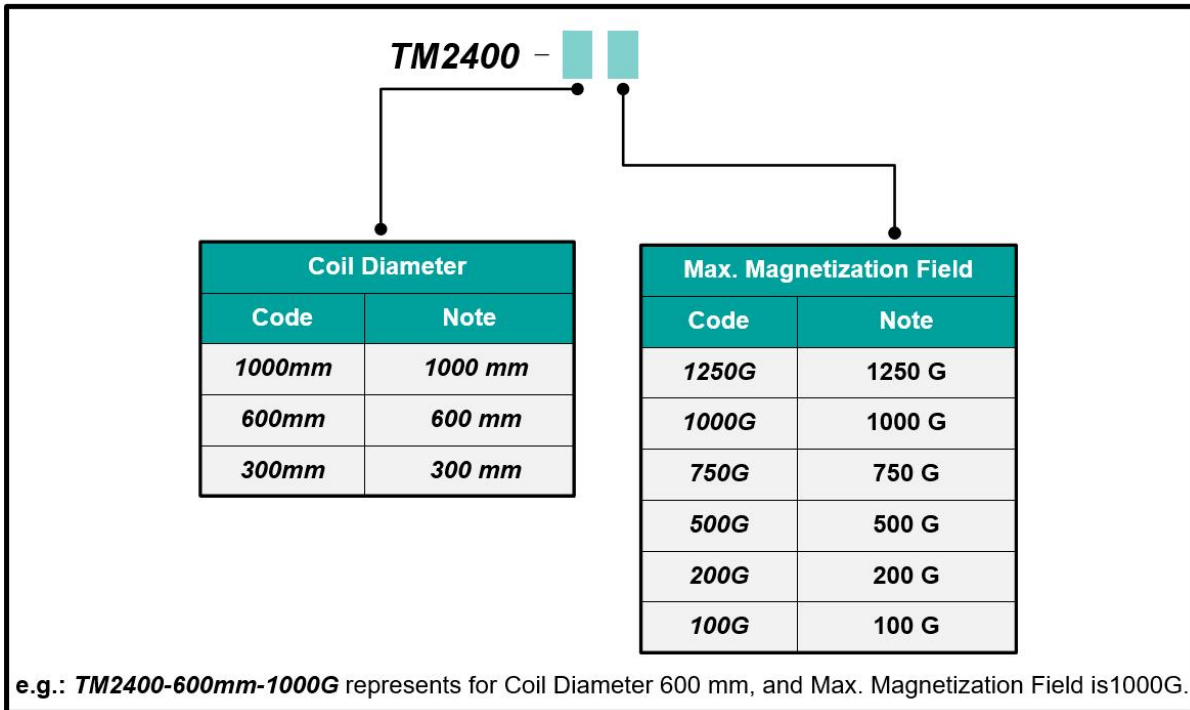 TM2400 –
Coil Diameter
Code Note
1000mm 1000 mm
600mm 600 mm
300mm 300 mm
Max. Magnetization Field
Code Note
1250G 1250 G
1000G 1000 G
750G 750 G
500G 500 G
200G 200 G
100G 100 G
e.g.: TM2400-600mm-1000G represents for Coil Diameter 600 mm, and Max. Magnetization Field is1000G.